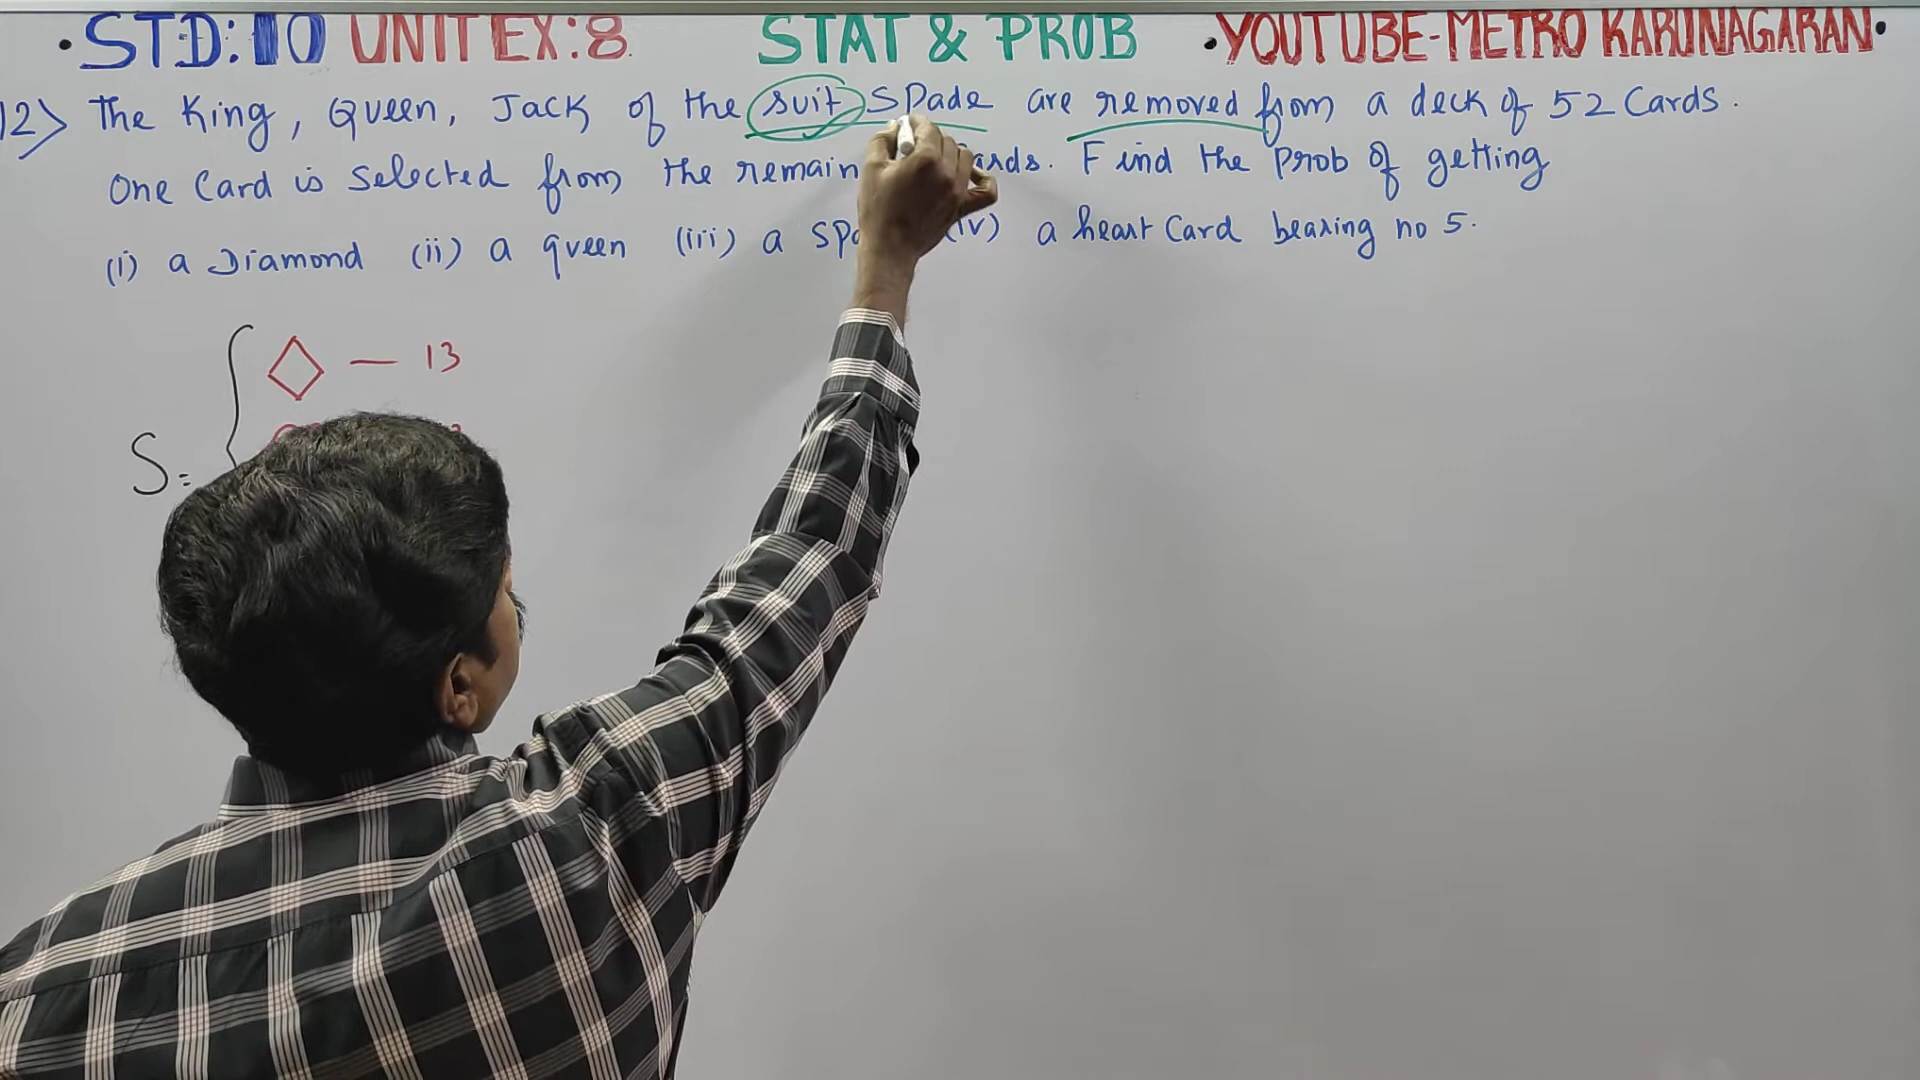 • STD: 10 UNIT EX: 8 STAT & PROB • YOUTUBE-METRO KARUNAGARAN •
12> The King, Queen, Jack of the suit spade are removed from a deck of 52 Cards.
One Card is selected from the remain ards. Find the Prob of getting
(i) a Diamond (ii) a queen (iii) a spa (iv) a heart Card bearing no 5.
◇ — 13
S =